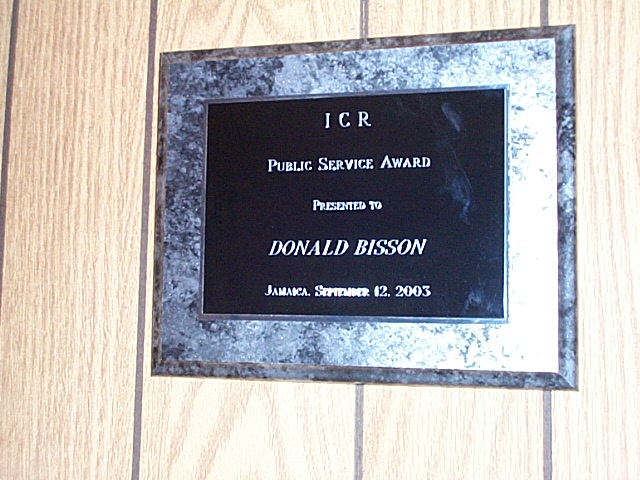 ICR
Public Service Award
Presented to
DONALD BISSON
Jamaica, September 12, 2003